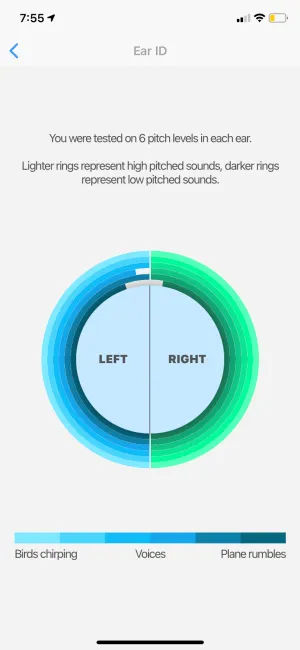 7:55
Ear ID
You were tested on 6 pitch levels in each ear.
Lighter rings represent high pitched sounds, darker rings
represent low pitched sounds.
LEFT
RIGHT
Birds chirping
Voices
Plane rumbles